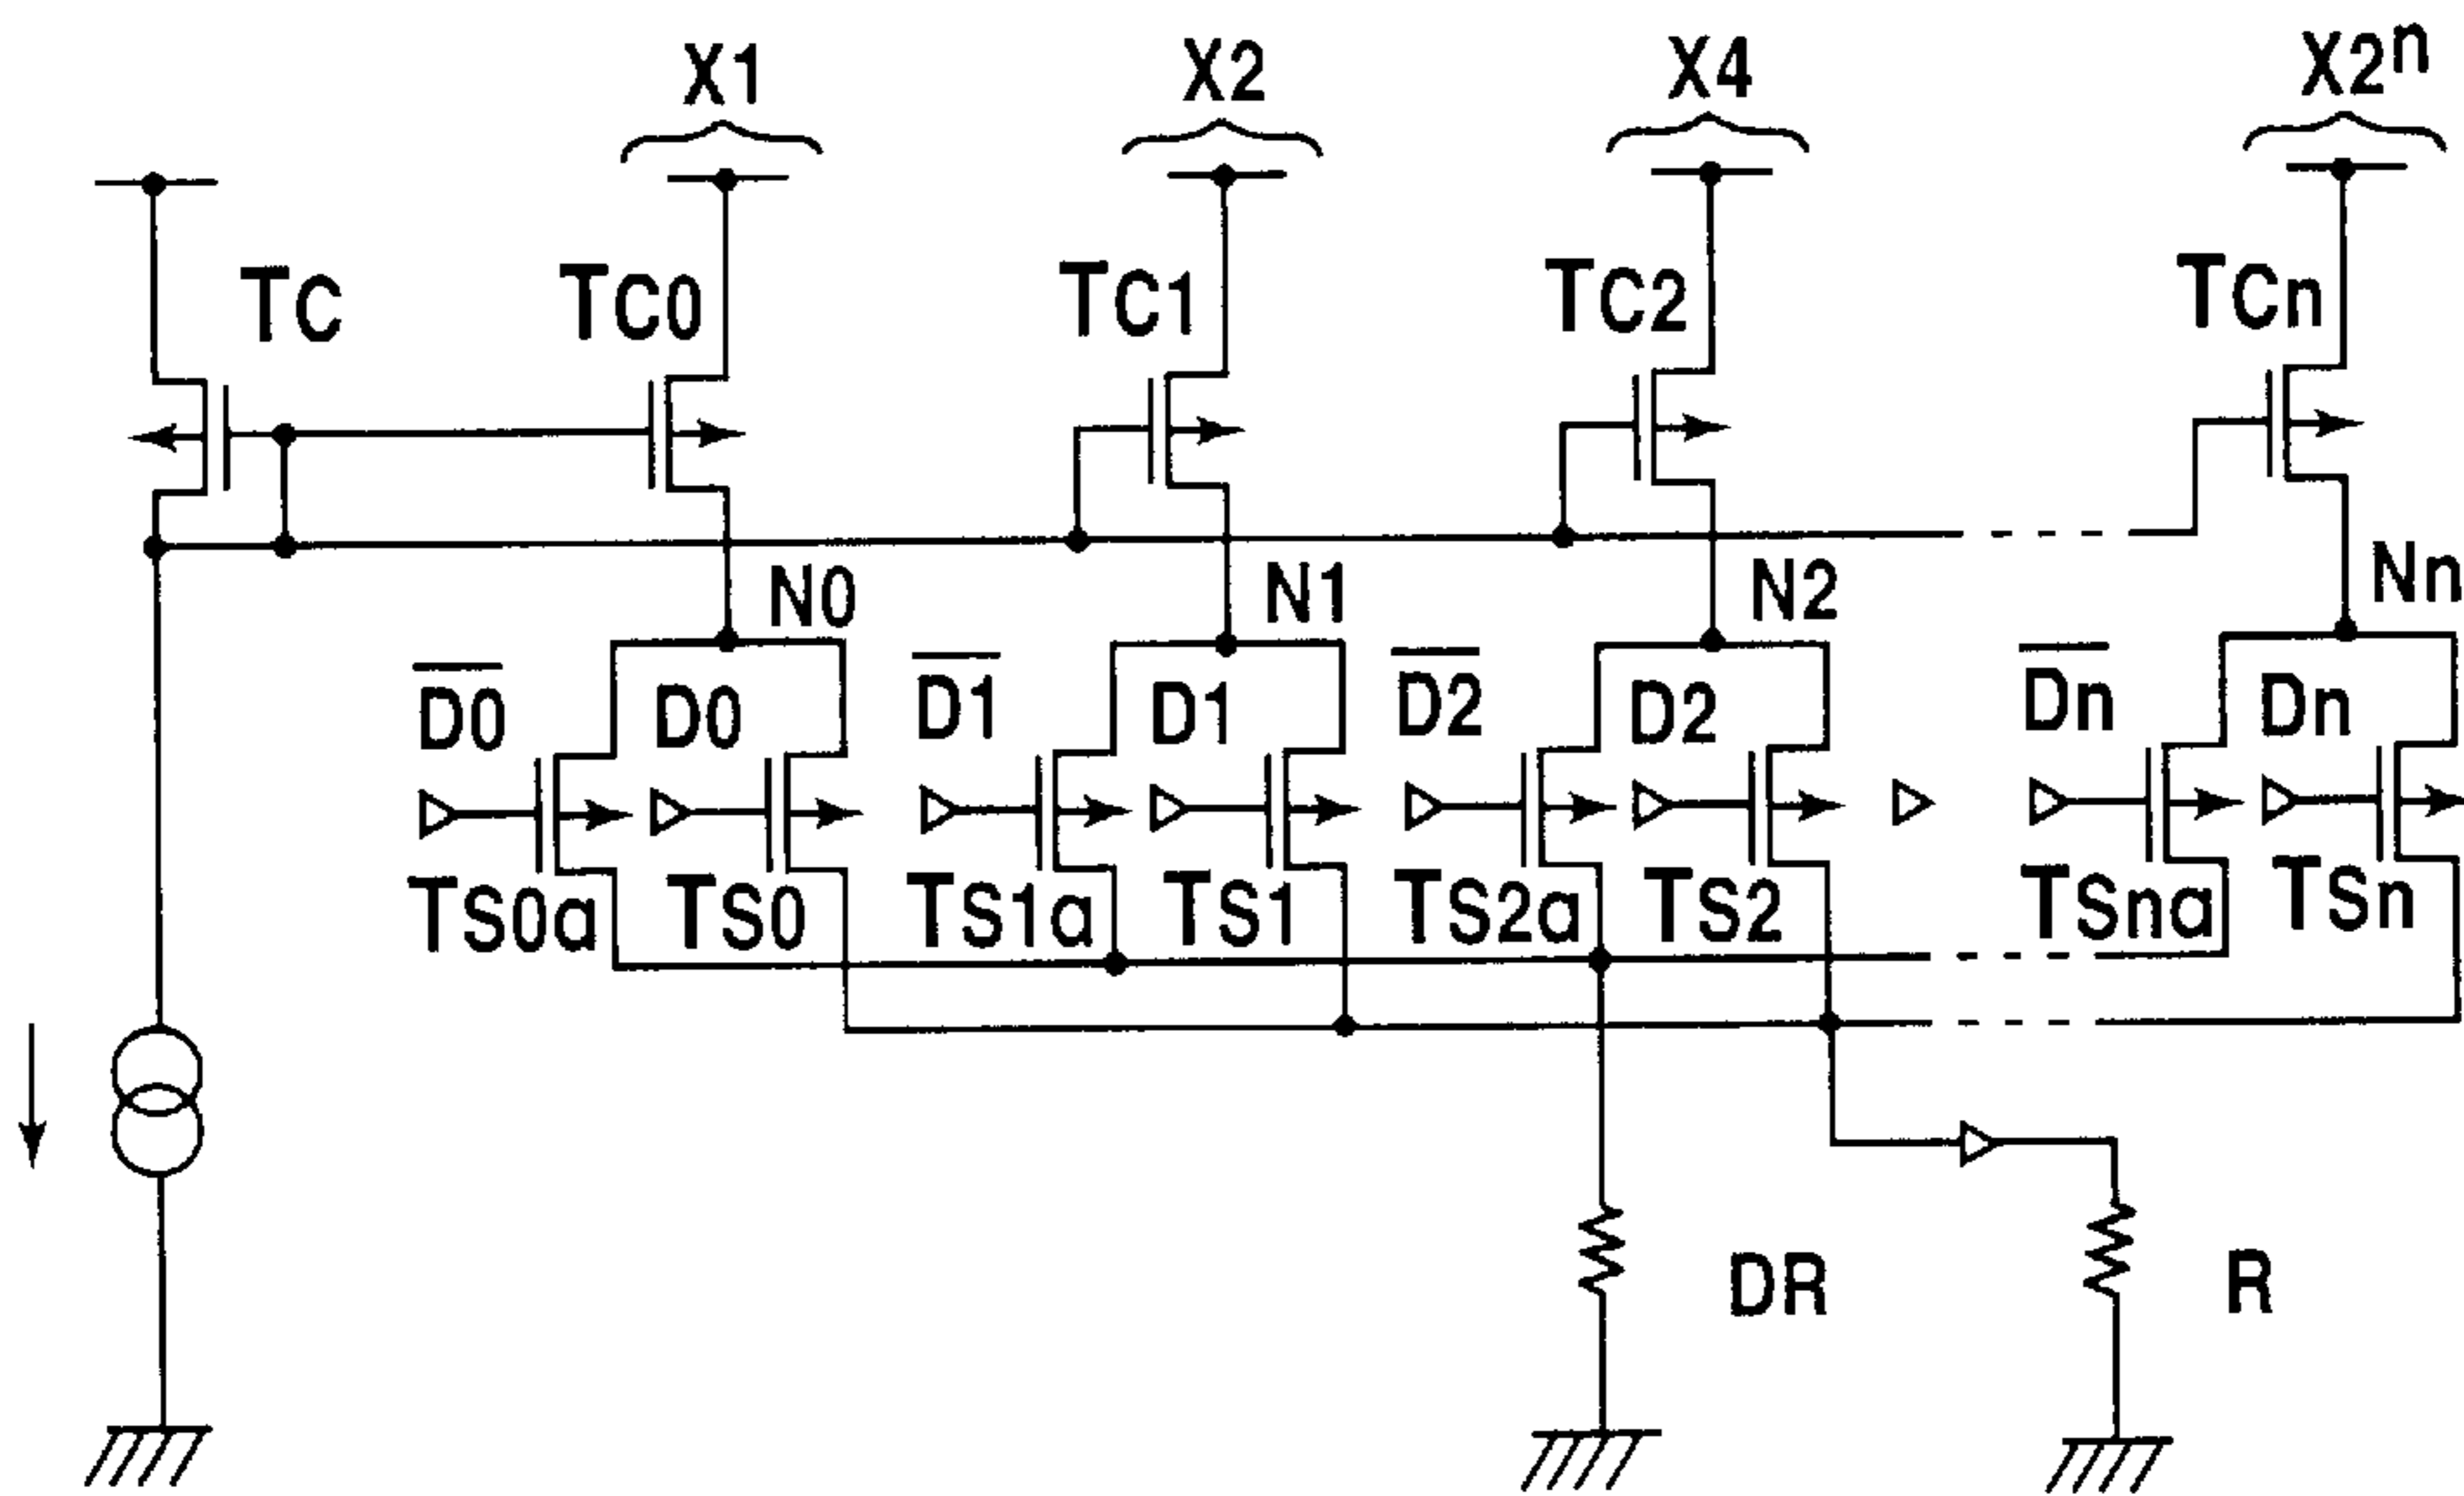 X1 X2 X4 X2ⁿ
TC TC0 TC1 TC2 TCn
N0 N1 N2 Nn
D̅0̅ D0 D̅1̅ D1 D̅2̅ D2 D̅n̅ Dn
TS0a TS0 TS1a TS1 TS2a TS2 TSna TSn
DR R